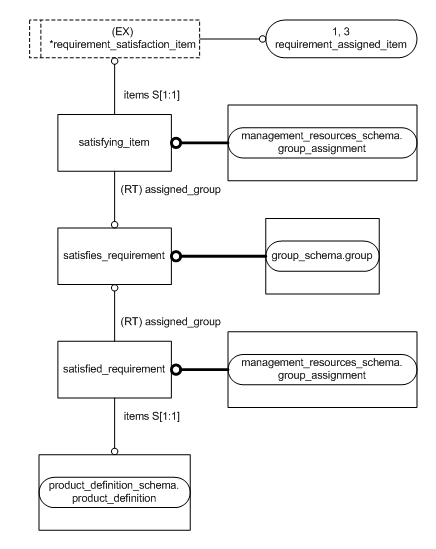 (EX)
*requirement_satisfaction_item
1, 3
requirement_assigned_item
items S[1:1]
satisfying_item
management_resources_schema.
group_assignment
(RT) assigned_group
satisfies_requirement
group_schema.group
(RT) assigned_group
satisfied_requirement
management_resources_schema.
group_assignment
items S[1:1]
product_definition_schema.
product_definition